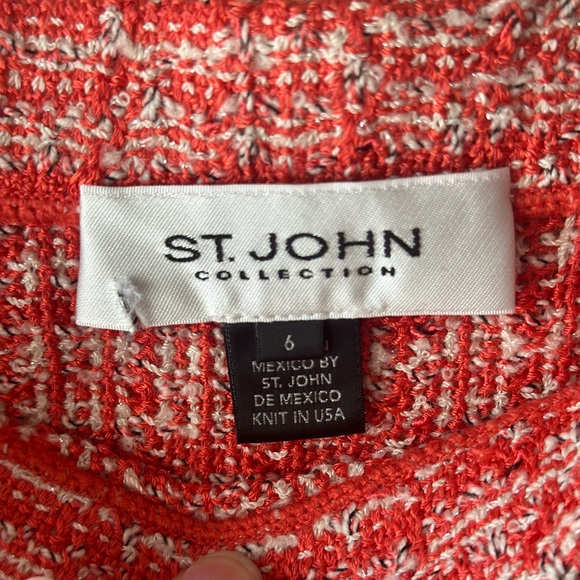 ST. JOHN
COLLECTION
6
MEXICO BY
ST. JOHN
DE MEXICO
KNIT IN USA